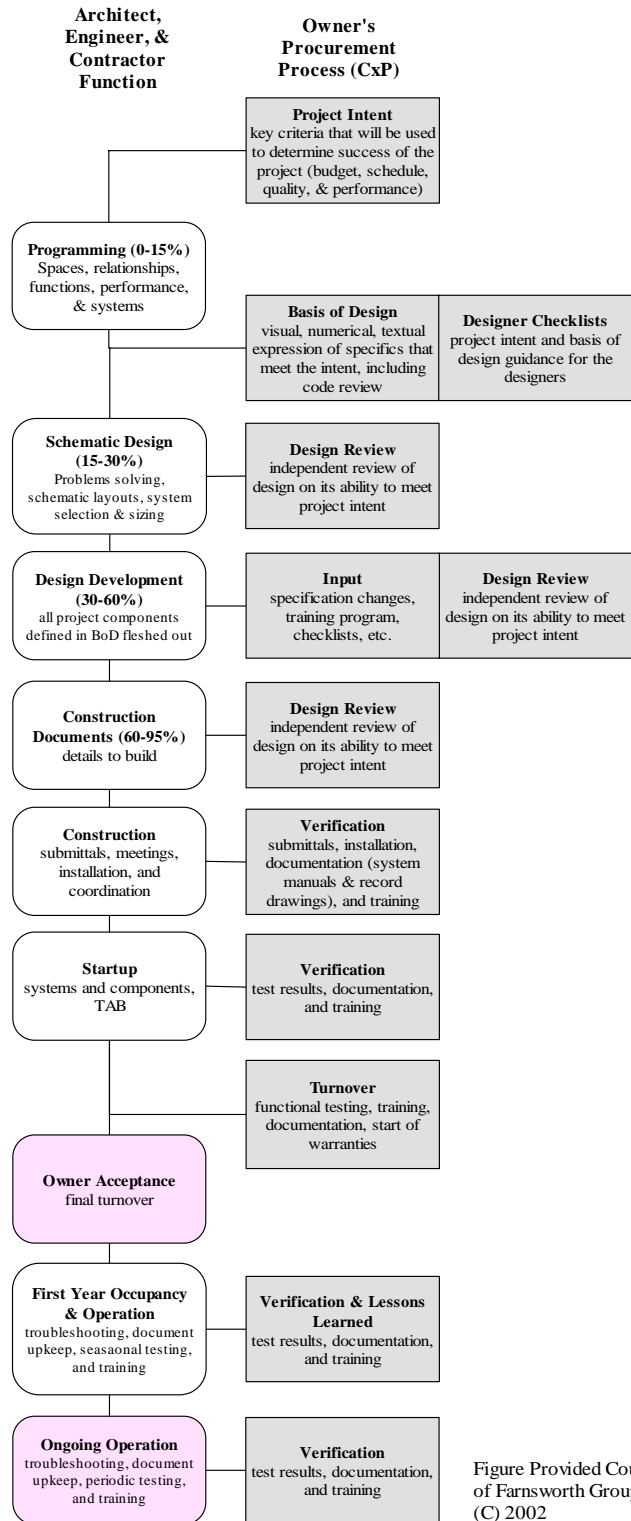 Architect,
Engineer, &
Contractor
Function
Owner's
Procurement
Process (CxP)
Project Intent
key criteria that will be used
to determine success of the
project (budget, schedule,
quality, & performance)
Programming (0-15%)
Spaces, relationships,
functions, performance,
& systems
Basis of Design
visual, numerical, textual
expression of specifics that
meet the intent, including
code review
Designer Checklists
project intent and basis of
design guidance for the
designers
Schematic Design
(15-30%)
Problems solving,
schematic layouts, system
selection & sizing
Design Review
independent review of
design on its ability to meet
project intent
Design Development
(30-60%)
all project components
defined in BoD fleshed out
Input
specification changes,
training program,
checklists, etc.
Design Review
independent review of
design on its ability to meet
project intent
Construction
Documents (60-95%)
details to build
Design Review
independent review of
design on its ability to meet
project intent
Construction
submittals, meetings,
installation, and
coordination
Verification
submittals, installation,
documentation (system
manuals & record
drawings), and training
Startup
systems and components,
TAB
Verification
test results, documentation,
and training
Turnover
functional testing, training,
documentation, start of
warranties
Owner Acceptance
final turnover
First Year Occupancy
& Operation
troubleshooting, document
upkeep, seasaonal testing,
and training
Verification & Lessons
Learned
test results, documentation,
and training
Ongoing Operation
troubleshooting, document
upkeep, periodic testing,
and training
Verification
test results, documentation,
and training
Figure Provided
of Farnsworth
(C) 2002